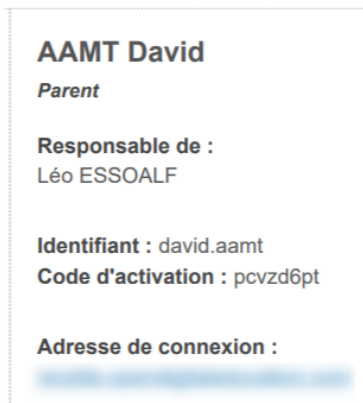 AAMT David
Parent
Responsable de :
Léo ESSOALF
Identifiant : david.aamt
Code d'activation : pcvzd6pt
Adresse de connexion :